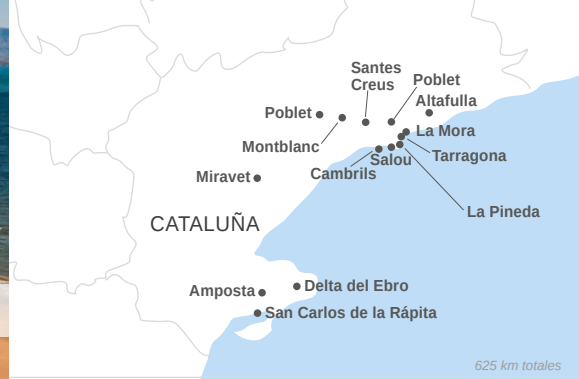 Santes
Creus
Poblet
Altafulla
Poblet
La Mora
Montblanc
Tarragona
Salou
Cambrils
Miravet
La Pineda
CATALUÑA
Delta del Ebro
Amposta
San Carlos de la Rápita
625 km totales